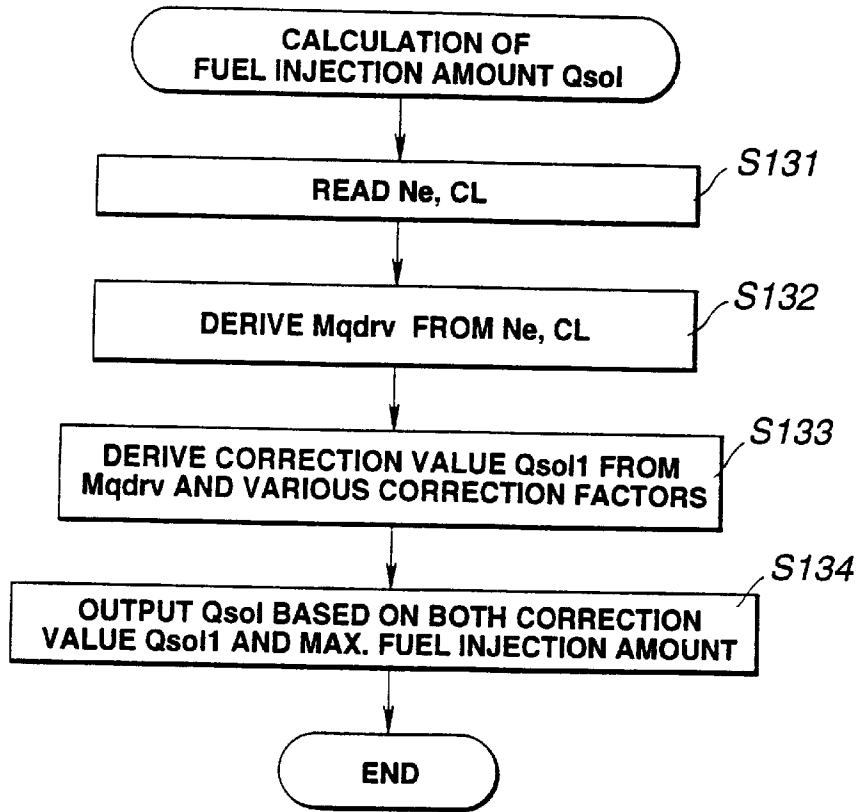 CALCULATION OF
FUEL INJECTION AMOUNT Qsol
S131
READ Ne, CL
S132
DERIVE Mqdrv FROM Ne, CL
S133
DERIVE CORRECTION VALUE Qsol1 FROM
Mqdrv AND VARIOUS CORRECTION FACTORS
S134
OUTPUT Qsol BASED ON BOTH CORRECTION
VALUE Qsol1 AND MAX. FUEL INJECTION AMOUNT
END